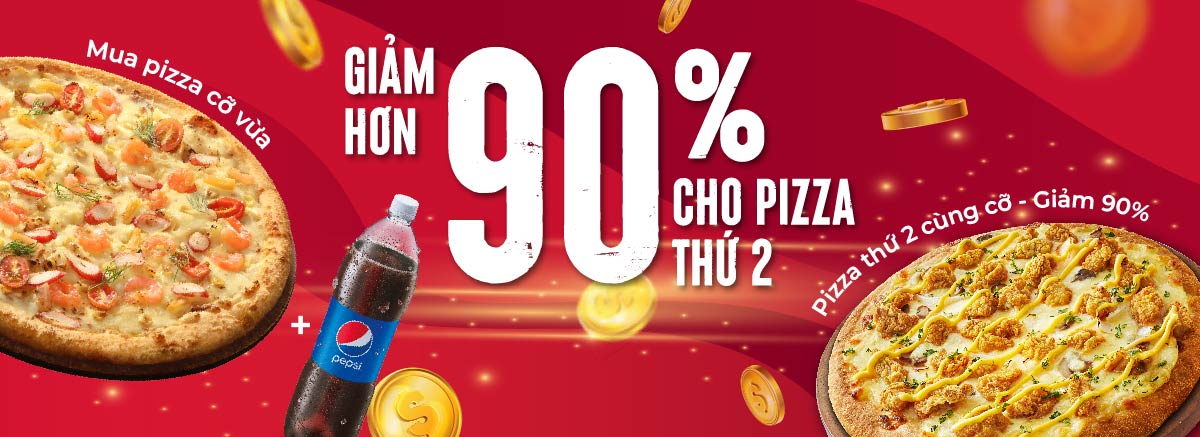 Mua pizza cỡ vừa
+
GIẢM
HƠN
90%
CHO PIZZA
THỨ 2
pepsi
Pizza thứ 2 cùng cỡ - Giảm 90%
$